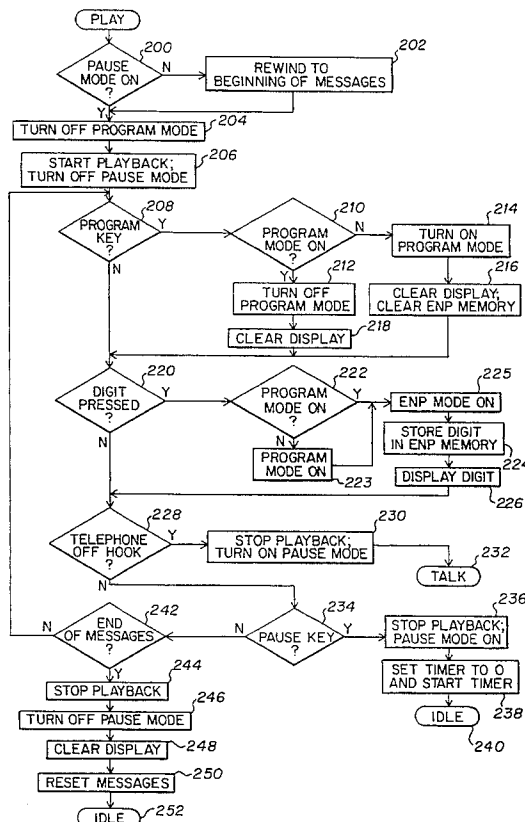 PLAY
200
PAUSE
MODE ON
?
N
Y
202
REWIND TO
BEGINNING OF MESSAGES
TURN OFF PROGRAM MODE
204
START PLAYBACK;
TURN OFF PAUSE MODE
206
208
PROGRAM
KEY
?
Y
N
210
PROGRAM
MODE ON
?
N
Y
214
TURN ON
PROGRAM MODE
212
TURN OFF
PROGRAM MODE
216
CLEAR DISPLAY;
CLEAR ENP MEMORY
CLEAR DISPLAY
218
220
DIGIT
PRESSED
?
Y
N
222
PROGRAM
MODE ON
?
Y
N
225
ENP MODE ON
STORE DIGIT
IN ENP MEMORY
224
PROGRAM
MODE ON
223
DISPLAY DIGIT
226
228
TELEPHONE
OFF HOOK
?
Y
N
230
STOP PLAYBACK;
TURN ON PAUSE MODE
232
TALK
234
PAUSE KEY
?
N
Y
236
STOP PLAYBACK;
PAUSE MODE ON
SET TIMER TO 0
AND START TIMER
238
IDLE
240
242
END
OF MESSAGES
?
N
Y
244
STOP PLAYBACK
246
TURN OFF PAUSE MODE
CLEAR DISPLAY
248
RESET MESSAGES
250
IDLE
252